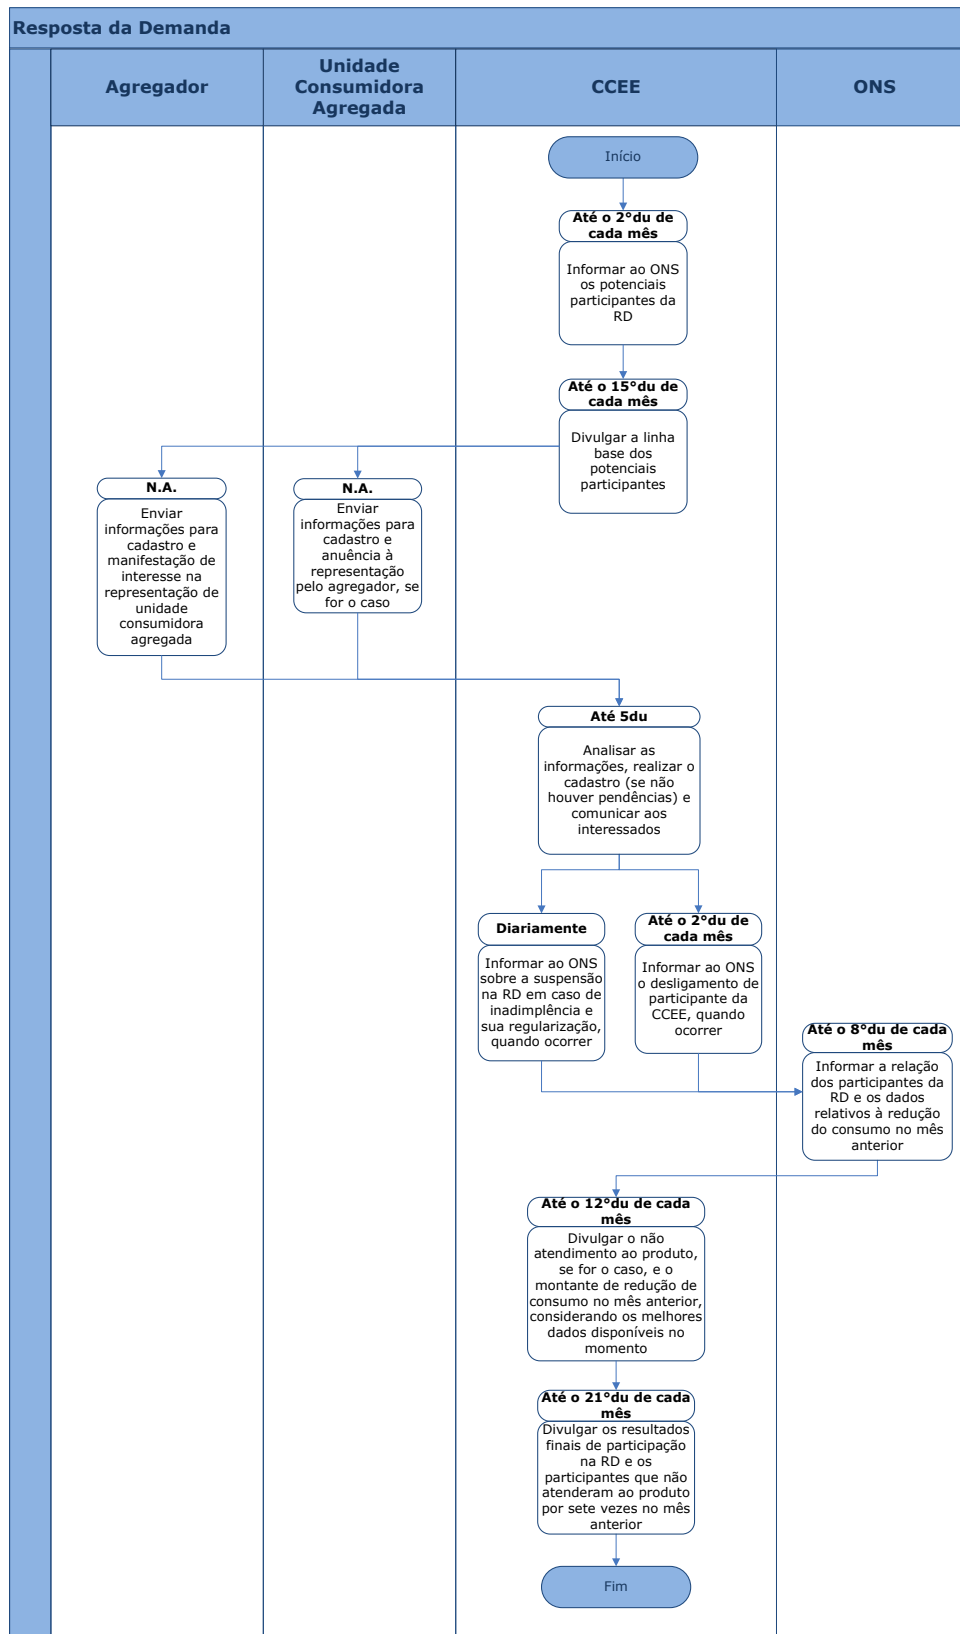 Resposta da Demanda
Agregador
Unidade
Consumidora
Agregada
CCEE
ONS
Início
Até o 2°du de
cada mês
Informar ao ONS
os potenciais
participantes da
RD
Até o 15°du de
cada mês
Divulgar a linha
base dos
potenciais
participantes
N.A.
Enviar
informações para
cadastro e
manifestação de
interesse na
representação de
unidade
consumidora
agregada
N.A.
Enviar
informações para
cadastro e
anuência à
representação
pelo agregador, se
for o caso
Até 5du
Analisar as
informações, realizar o
cadastro (se não
houver pendências) e
comunicar aos
interessados
Diariamente
Informar ao ONS
sobre a suspensão
na RD em caso de
inadimplência e
sua regularização,
quando ocorrer
Até o 2°du de
cada mês
Informar ao ONS
o desligamento de
participante da
CCEE, quando
ocorrer
Até o 8°du de cada
mês
Informar a relação
dos participantes da
RD e os dados
relativos à redução
do consumo no mês
anterior
Até o 12°du de cada
mês
Divulgar o não
atendimento ao produto,
se for o caso, e o
montante de redução de
consumo no mês anterior,
considerando os melhores
dados disponíveis no
momento
Até o 21°du de cada
mês
Divulgar os resultados
finais de participação
na RD e os
participantes que não
atenderam ao produto
por sete vezes no mês
anterior
Fim